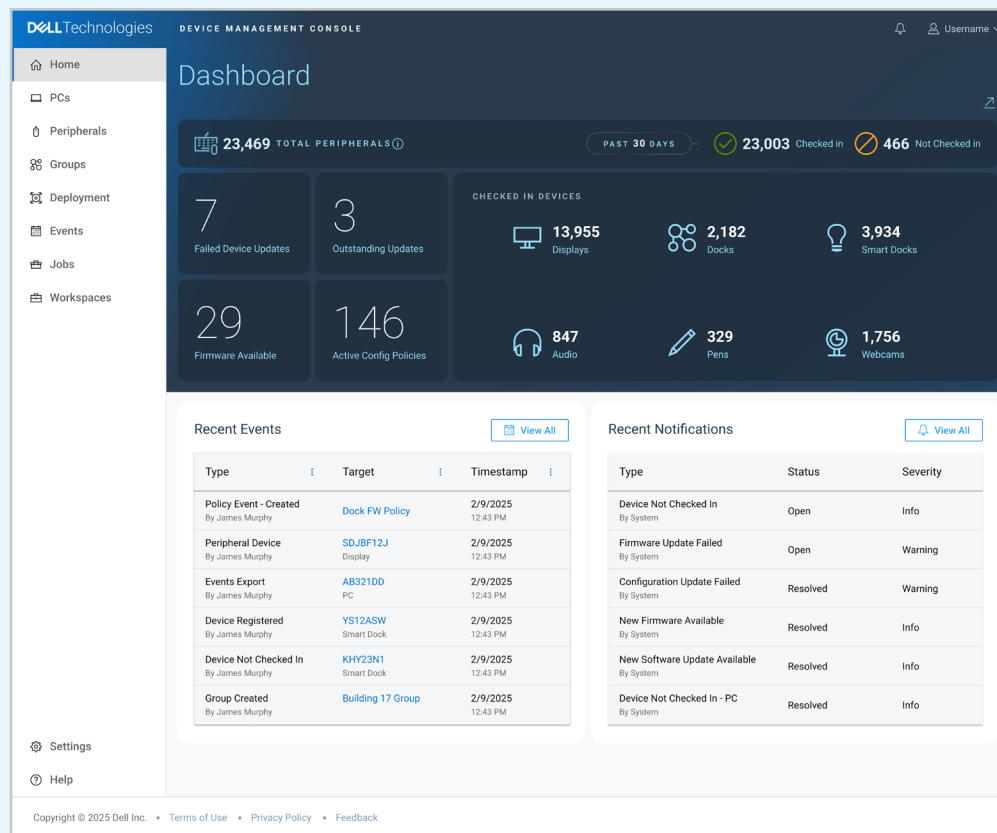 DELLTechnologies DEVICE MANAGEMENT CONSOLE Username
Home
PCs
Peripherals
Groups
Deployment
Events
Jobs
Workspaces
Settings
Help
Dashboard
23,469 TOTAL PERIPHERALS
PAST 30 DAYS 23,003 Checked in 466 Not Checked in
7
Failed Device Updates
3
Outstanding Updates
29
Firmware Available
146
Active Config Policies
CHECKED IN DEVICES
13,955
Displays
2,182
Docks
3,934
Smart Docks
847
Audio
329
Pens
1,756
Webcams
Recent Events View All
Type Target Timestamp
Policy Event - Created Dock FW Policy 2/9/2025
By James Murphy 12:43 PM
Peripheral Device SDJBF12J 2/9/2025
By James Murphy Display 12:43 PM
Events Export AB321DD 2/9/2025
By James Murphy PC 12:43 PM
Device Registered YS12ASW 2/9/2025
By James Murphy Smart Dock 12:43 PM
Device Not Checked In KHY23N1 2/9/2025
By James Murphy Smart Dock 12:43 PM
Group Created Building 17 Group 2/9/2025
By James Murphy 12:43 PM
Recent Notifications View All
Type Status Severity
Device Not Checked In Open Info
By System
Firmware Update Failed Open Warning
By System
Configuration Update Failed Resolved Warning
By System
New Firmware Available Resolved Info
By System
New Software Update Available Resolved Info
By System
Device Not Checked In - PC Resolved Info
By System
Copyright © 2025 Dell Inc. • Terms of Use • Privacy Policy • Feedback